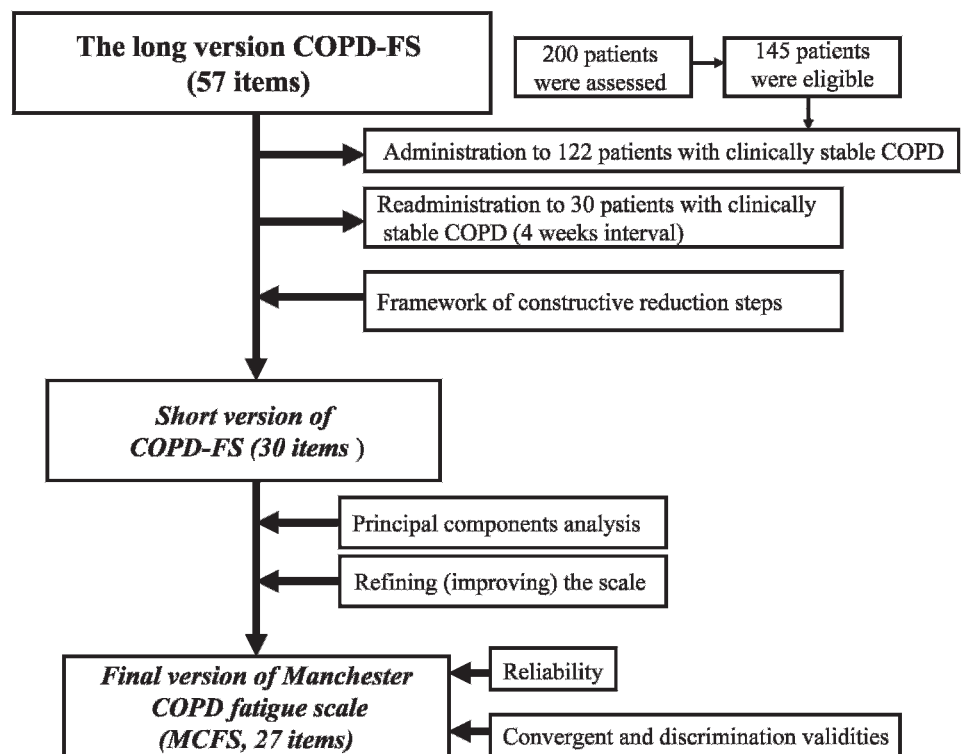 The long version COPD-FS
(57 items)
200 patients
were assessed
145 patients
were eligible
Administration to 122 patients with clinically stable COPD
Readministration to 30 patients with clinically
stable COPD (4 weeks interval)
Framework of constructive reduction steps
Short version of
COPD-FS (30 items )
Principal components analysis
Refining (improving) the scale
Final version of Manchester
COPD fatigue scale
(MCFS, 27 items)
Reliability
Convergent and discrimination validities